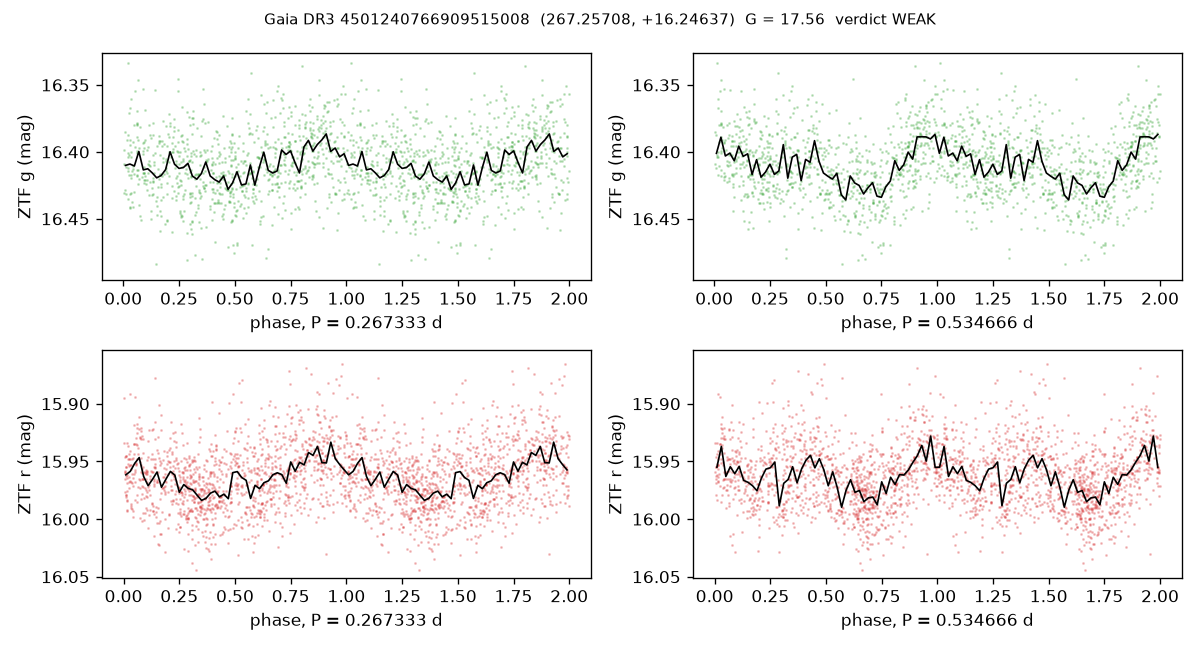 Gaia DR3 4501240766909515008  (267.25708, +16.24637)  G = 17.56  verdict WEAK
ZTF g (mag)
16.35
16.40
16.45
0.00 0.25 0.50 0.75 1.00 1.25 1.50 1.75 2.00
phase, P = 0.267333 d
ZTF g (mag)
16.35
16.40
16.45
0.00 0.25 0.50 0.75 1.00 1.25 1.50 1.75 2.00
phase, P = 0.534666 d
ZTF r (mag)
15.90
15.95
16.00
16.05
0.00 0.25 0.50 0.75 1.00 1.25 1.50 1.75 2.00
phase, P = 0.267333 d
ZTF r (mag)
15.90
15.95
16.00
16.05
0.00 0.25 0.50 0.75 1.00 1.25 1.50 1.75 2.00
phase, P = 0.534666 d